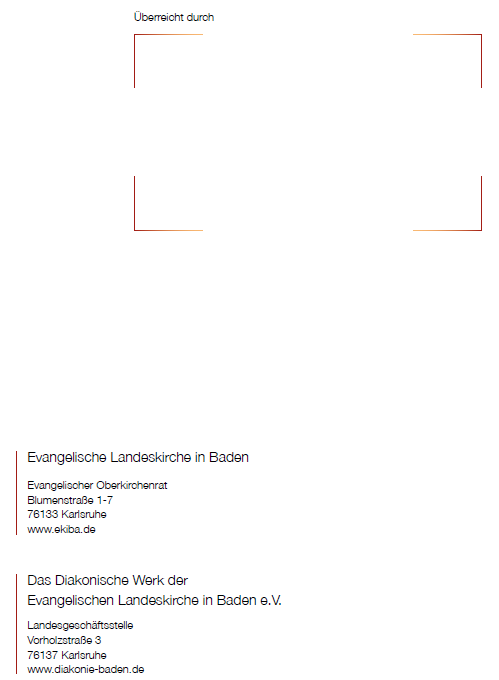 Überreicht durch
Evangelische Landeskirche in Baden
Evangelischer Oberkirchenrat
Blumenstraße 1-7
76133 Karlsruhe
www.ekiba.de
Das Diakonische Werk der
Evangelischen Landeskirche in Baden e.V.
Landesgeschäftsstelle
Vorholzstraße 3
76137 Karlsruhe
www.diakonie-baden.de